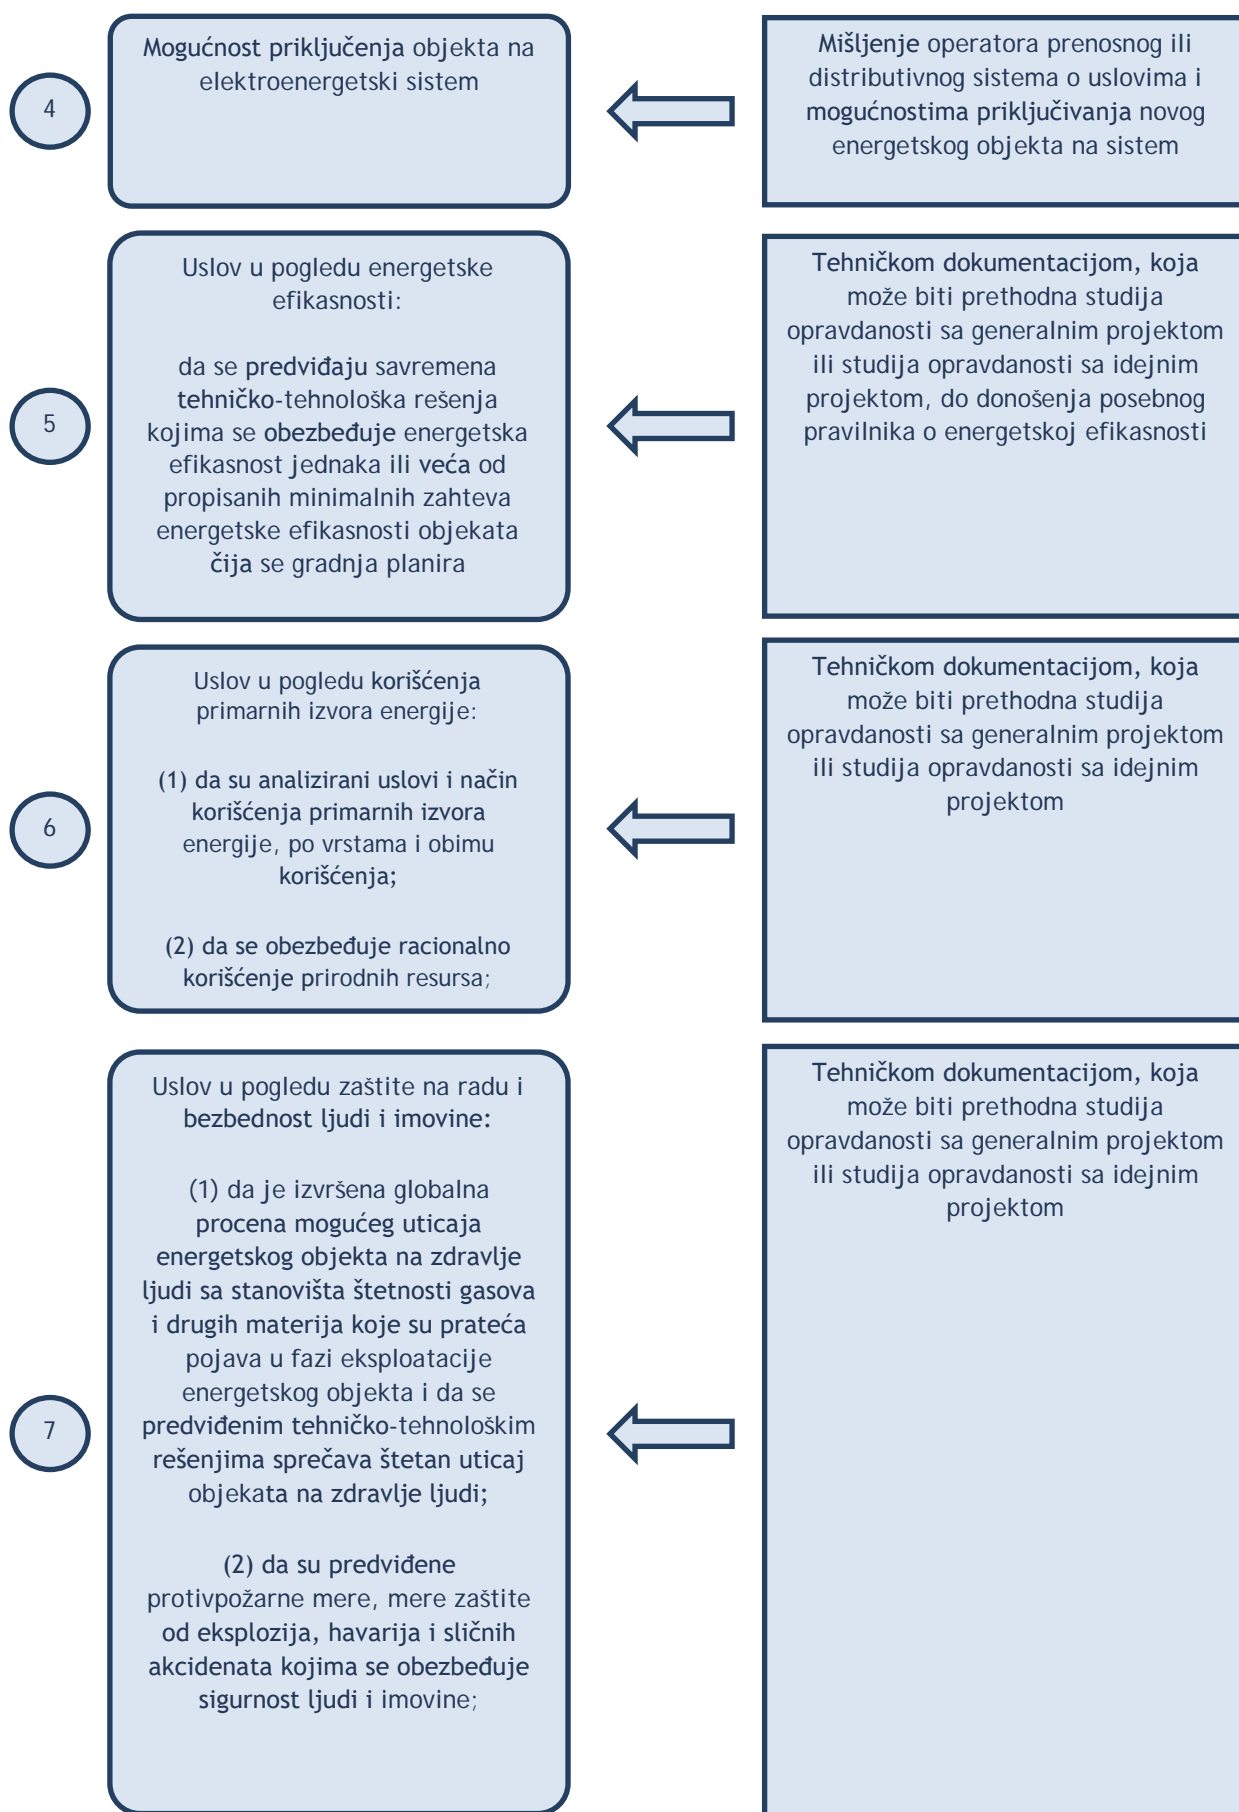 4
Mogućnost priključenja objekta na
elektroenergetski sistem
Mišljenje operatora prenosnog ili
distributivnog sistema o uslovima i
mogućnostima priključivanja novog
energetskog objekta na sistem
5
Uslov u pogledu energetske
efikasnosti:
da se predviđaju savremena
tehničko-tehnološka rešenja
kojima se obezbeđuje energetska
efikasnost jednaka ili veća od
propisanih minimalnih zahteva
energetske efikasnosti objekata
čija se gradnja planira
Tehničkom dokumentacijom, koja
može biti prethodna studija
opravdanosti sa generalnim projektom
ili studija opravdanosti sa idejnim
projektom, do donošenja posebnog
pravilnika o energetskoj efikasnosti
6
Uslov u pogledu korišćenja
primarnih izvora energije:
(1) da su analizirani uslovi i način
korišćenja primarnih izvora
energije, po vrstama i obimu
korišćenja;
(2) da se obezbeđuje racionalno
korišćenje prirodnih resursa;
Tehničkom dokumentacijom, koja
može biti prethodna studija
opravdanosti sa generalnim projektom
ili studija opravdanosti sa idejnim
projektom
7
Uslov u pogledu zaštite na radu i
bezbednost ljudi i imovine:
(1) da je izvršena globalna
procena mogućeg uticaja
energetskog objekta na zdravlje
ljudi sa stanovišta štetnosti gasova
i drugih materija koje su prateća
pojava u fazi eksploatacije
energetskog objekta i da se
predviđenim tehničko-tehnološkim
rešenjima sprečava štetan uticaj
objekata na zdravlje ljudi;
(2) da su predviđene
protivpožarne mere, mere zaštite
od eksplozija, havarija i sličnih
akcidenata kojima se obezbeđuje
sigurnost ljudi i imovine;
Tehničkom dokumentacijom, koja
može biti prethodna studija
opravdanosti sa generalnim projektom
ili studija opravdanosti sa idejnim
projektom